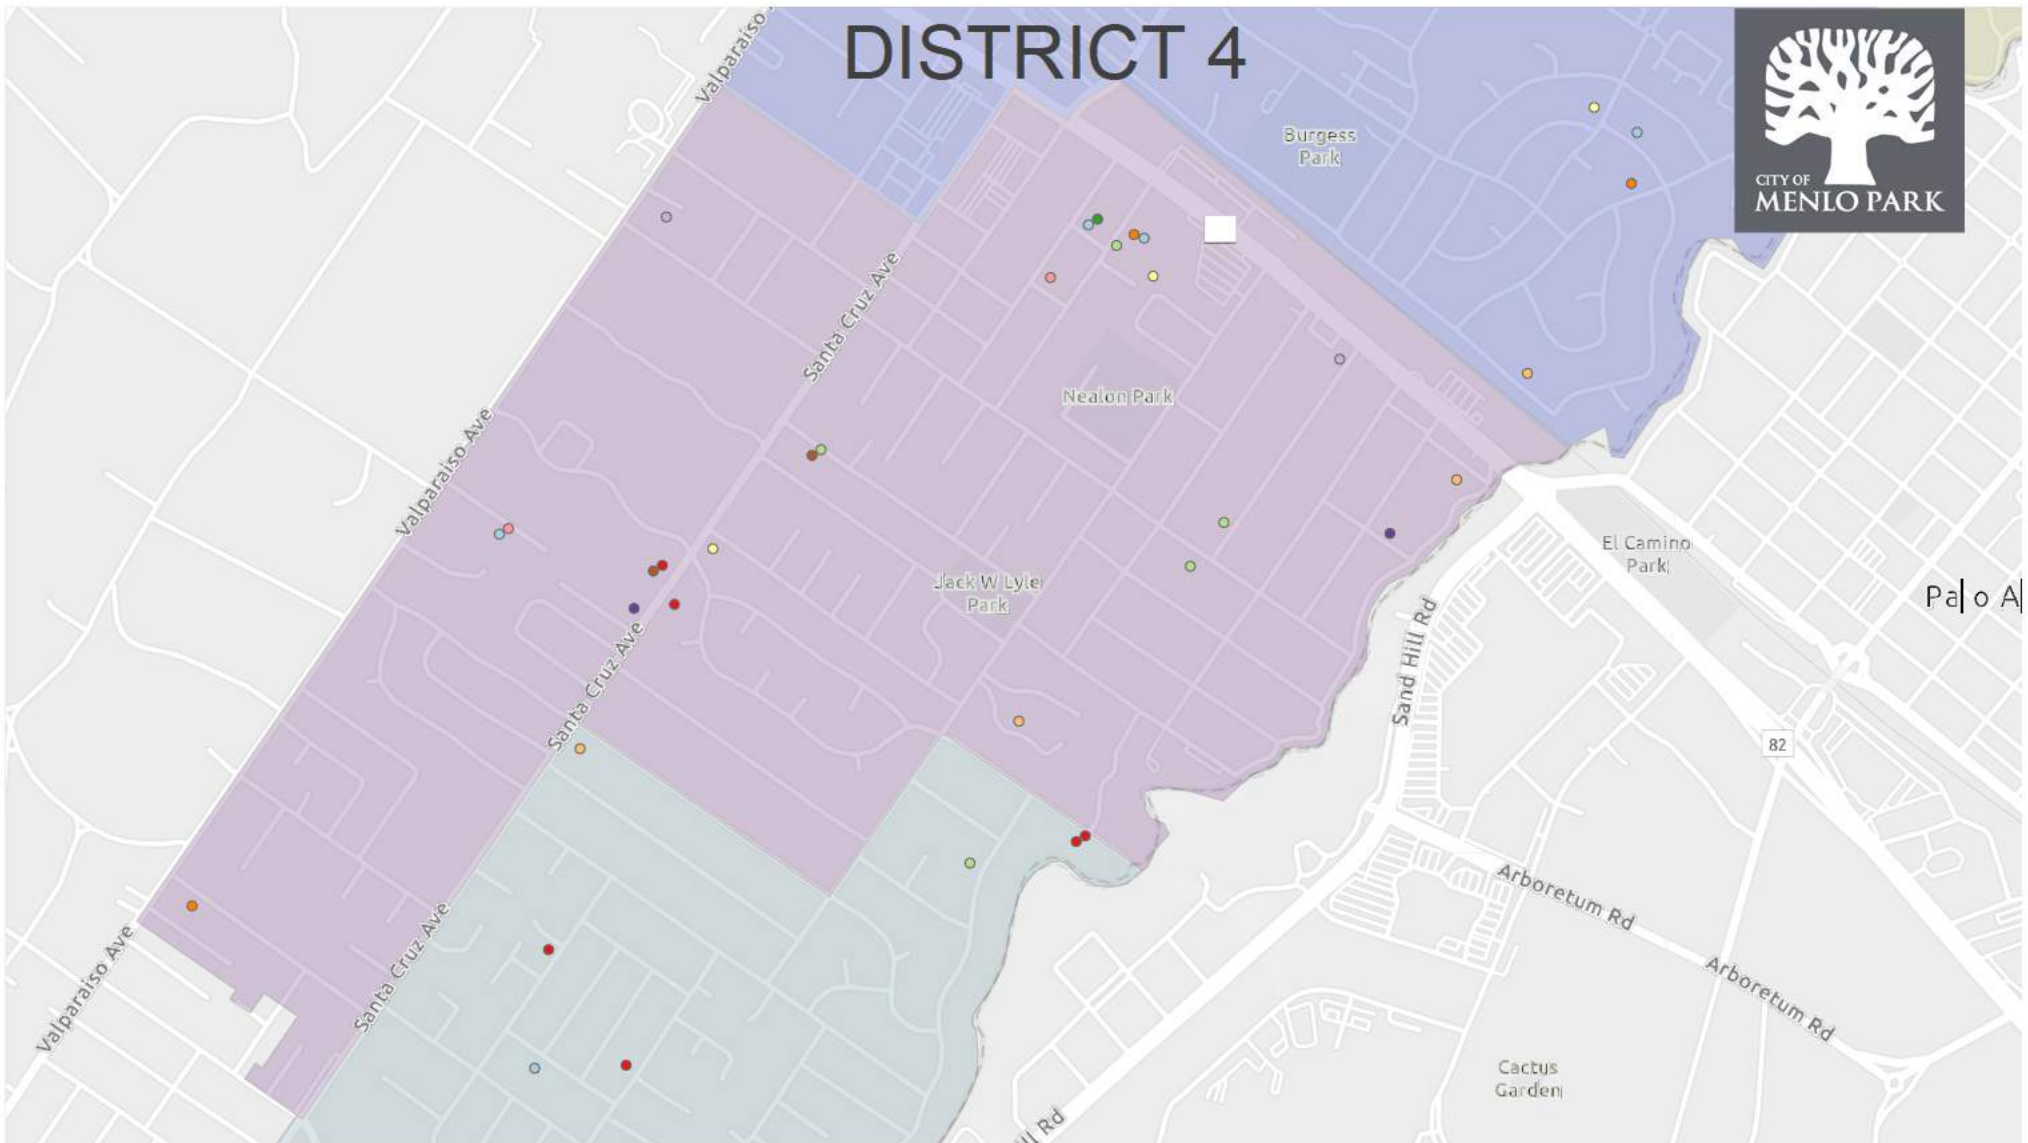 DISTRICT 4
Valparaiso
CITY OF
MENLO PARK
Burgess
Park
Santa Cruz Ave
Nealon Park
Valparaiso Ave
El Camino
Park
Jack W Lyle
Park
Pal o A
Sand Hill Rd
Santa Cruz Ave
82
Arboretum Rd
Santa Cruz Ave
Valparaiso Ave
Arboretum Rd
Cactus
Garden
ll Rd